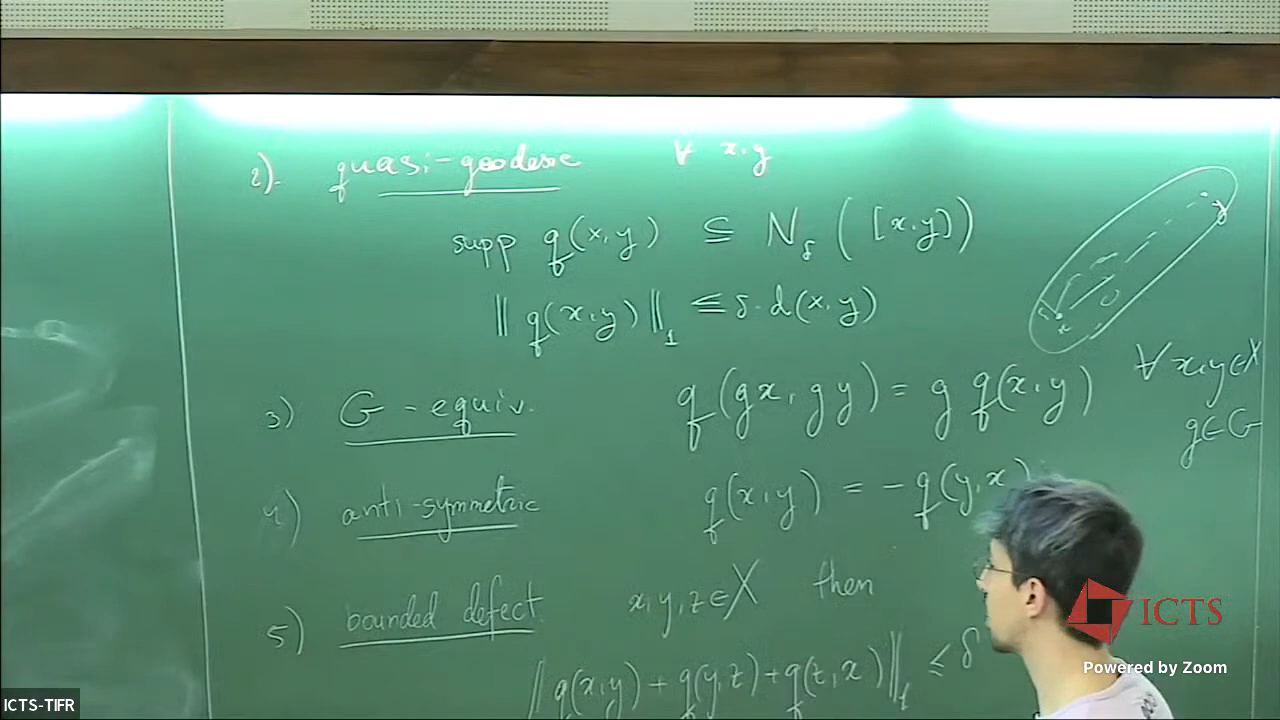 2). quasi-geodesic ∀ x,y
supp q(x,y) ⊆ N_δ ([x,y])
‖q(x,y)‖_1 ≤ δ·d(x,y)
3) G-equiv. q(gx,gy) = g q(x,y) ∀ x,y∈X
g∈G
4) anti-symmetric q(x,y) = -q(y,x)
5) bounded defect. x,y,z∈X then
‖q(x,y)+q(y,z)+q(z,x)‖_1 ≤ δ
y
x
ICTS
Powered by Zoom
ICTS-TIFR